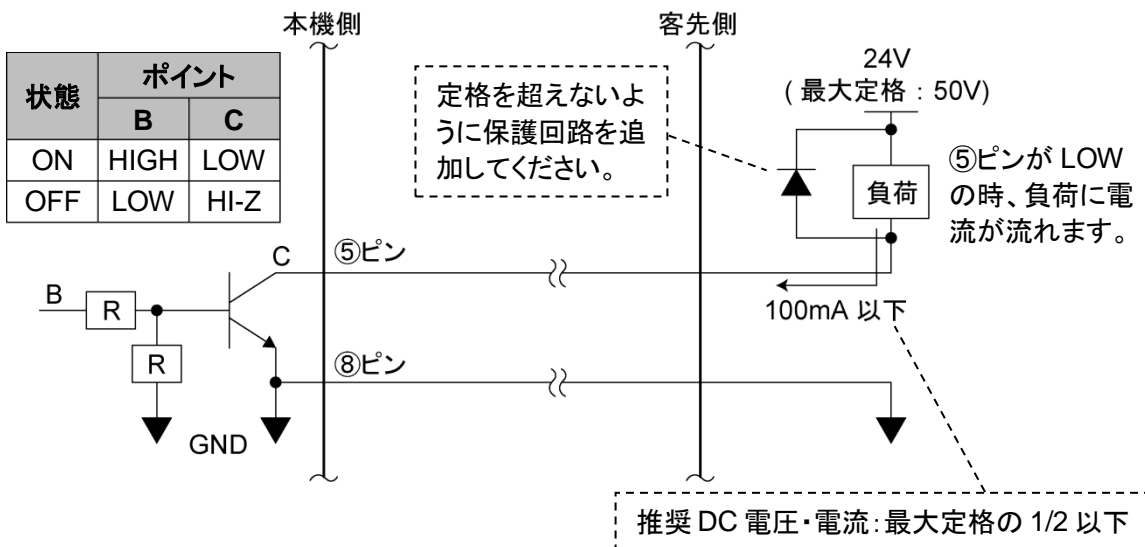 本機側
客先側
状態 ポイント
B C
ON HIGH LOW
OFF LOW HI-Z
定格を超えないよ
うに保護回路を追
加してください。
24V
(最大定格:50V)
負荷
⑤ピンが LOW
の時、負荷に電
流が流れます。
C
⑤ピン
B
R
R
100mA 以下
⑧ピン
GND
推奨 DC 電圧・電流:最大定格の 1/2 以下